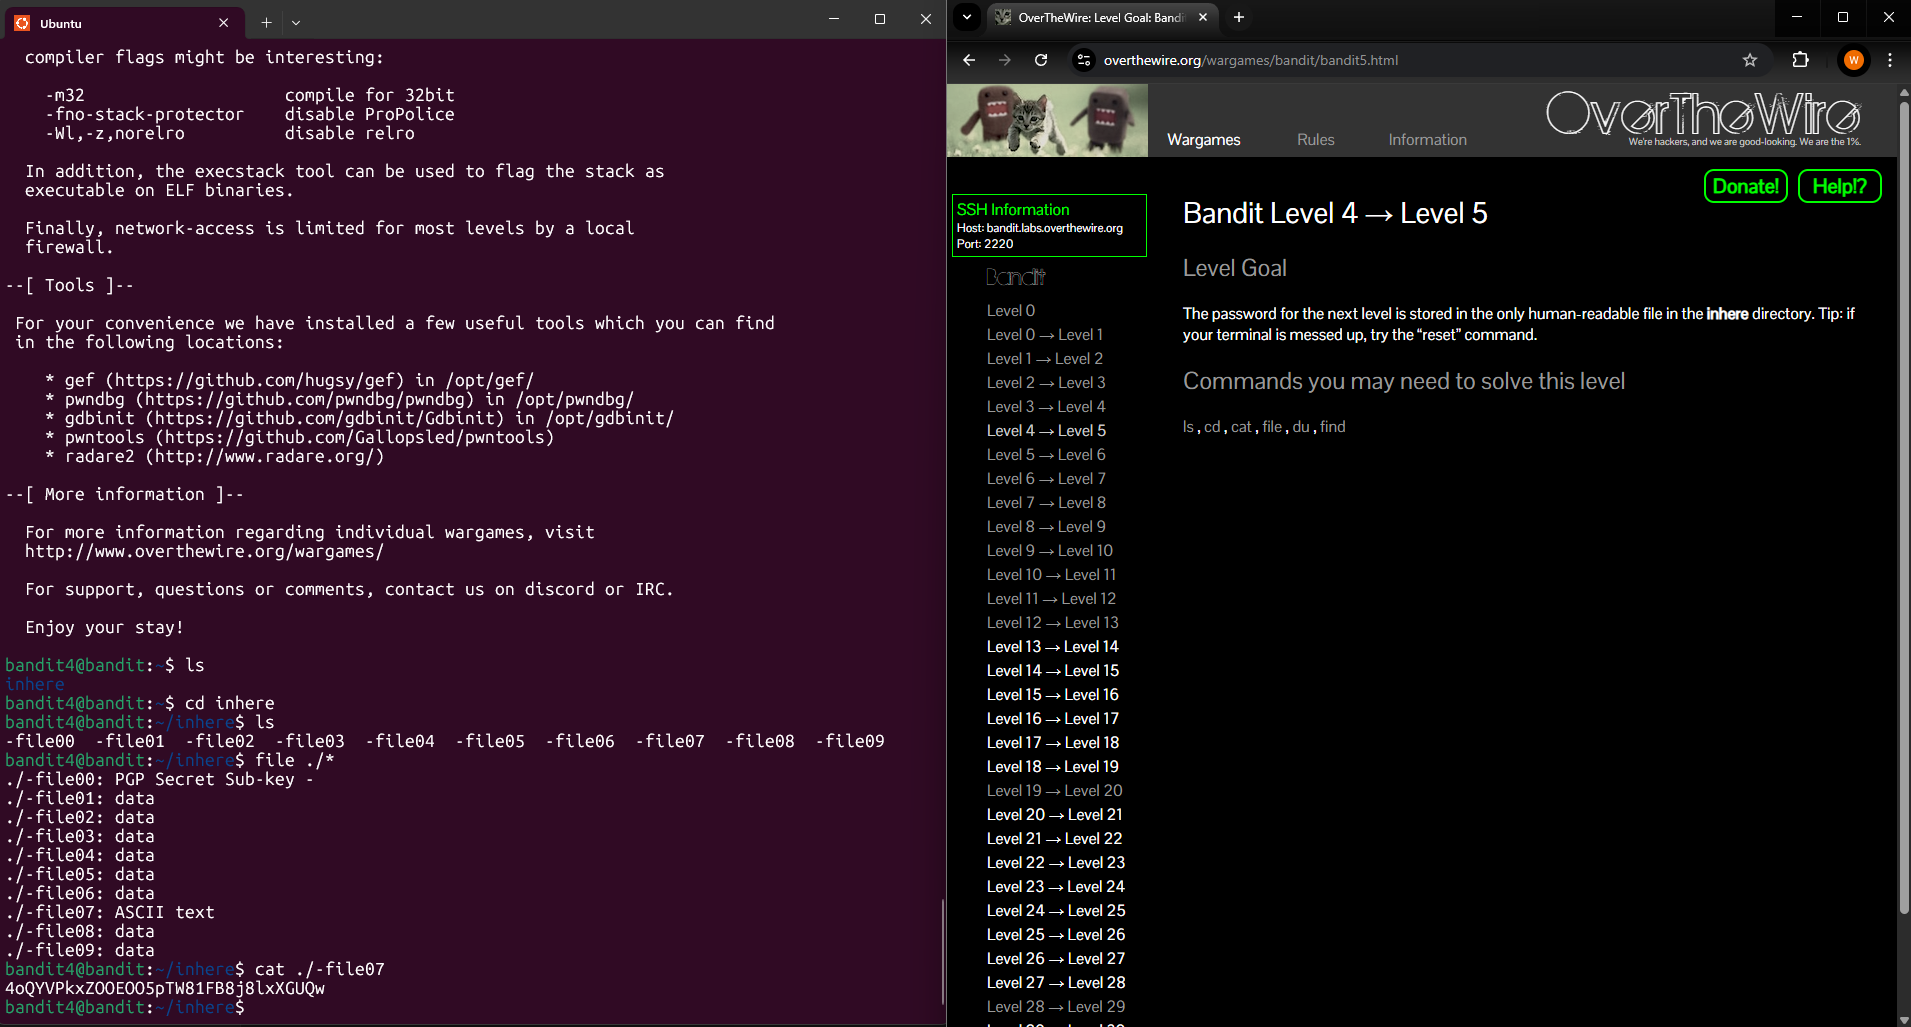 Ubuntu
compiler flags might be interesting:
-m32 compile for 32bit
-fno-stack-protector disable ProPolice
-Wl,-z,norelro disable relro
In addition, the execstack tool can be used to flag the stack as
executable on ELF binaries.
Finally, network-access is limited for most levels by a local
firewall.
--[ Tools ]--
For your convenience we have installed a few useful tools which you can find
in the following locations:
* gef (https://github.com/hugsy/gef) in /opt/gef/
* pwndbg (https://github.com/pwndbg/pwndbg) in /opt/pwndbg/
* gdbinit (https://github.com/gdbinit/Gdbinit) in /opt/gdbinit/
* pwntools (https://github.com/Gallopsled/pwntools)
* radare2 (http://www.radare.org/)
--[ More information ]--
For more information regarding individual wargames, visit
http://www.overthewire.org/wargames/
For support, questions or comments, contact us on discord or IRC.
Enjoy your stay!
bandit4@bandit:~$ ls
inhere
bandit4@bandit:~$ cd inhere
bandit4@bandit:~/inhere$ ls
-file00 -file01 -file02 -file03 -file04 -file05 -file06 -file07 -file08 -file09
bandit4@bandit:~/inhere$ file ./*
./-file00: PGP Secret Sub-key -
./-file01: data
./-file02: data
./-file03: data
./-file04: data
./-file05: data
./-file06: data
./-file07: ASCII text
./-file08: data
./-file09: data
bandit4@bandit:~/inhere$ cat ./-file07
4oQYVPkxZOOEOO5pTW81FB8j8lxXGUQw
bandit4@bandit:~/inhere$
OverTheWire: Level Goal: Bandi
overthewire.org/wargames/bandit/bandit5.html
W
Wargames
Rules
Information
OverTheWire
We're hackers, and we are good-looking. We are the 1%.
Donate!
Help!?
SSH Information
Host: bandit.labs.overthewire.org
Port: 2220
Bandit
Level 0
Level 0 → Level 1
Level 1 → Level 2
Level 2 → Level 3
Level 3 → Level 4
Level 4 → Level 5
Level 5 → Level 6
Level 6 → Level 7
Level 7 → Level 8
Level 8 → Level 9
Level 9 → Level 10
Level 10 → Level 11
Level 11 → Level 12
Level 12 → Level 13
Level 13 → Level 14
Level 14 → Level 15
Level 15 → Level 16
Level 16 → Level 17
Level 17 → Level 18
Level 18 → Level 19
Level 19 → Level 20
Level 20 → Level 21
Level 21 → Level 22
Level 22 → Level 23
Level 23 → Level 24
Level 24 → Level 25
Level 25 → Level 26
Level 26 → Level 27
Level 27 → Level 28
Level 28 → Level 29
Bandit Level 4 → Level 5
Level Goal
The password for the next level is stored in the only human-readable file in the inhere directory. Tip: if
your terminal is messed up, try the “reset” command.
Commands you may need to solve this level
ls , cd , cat , file , du , find